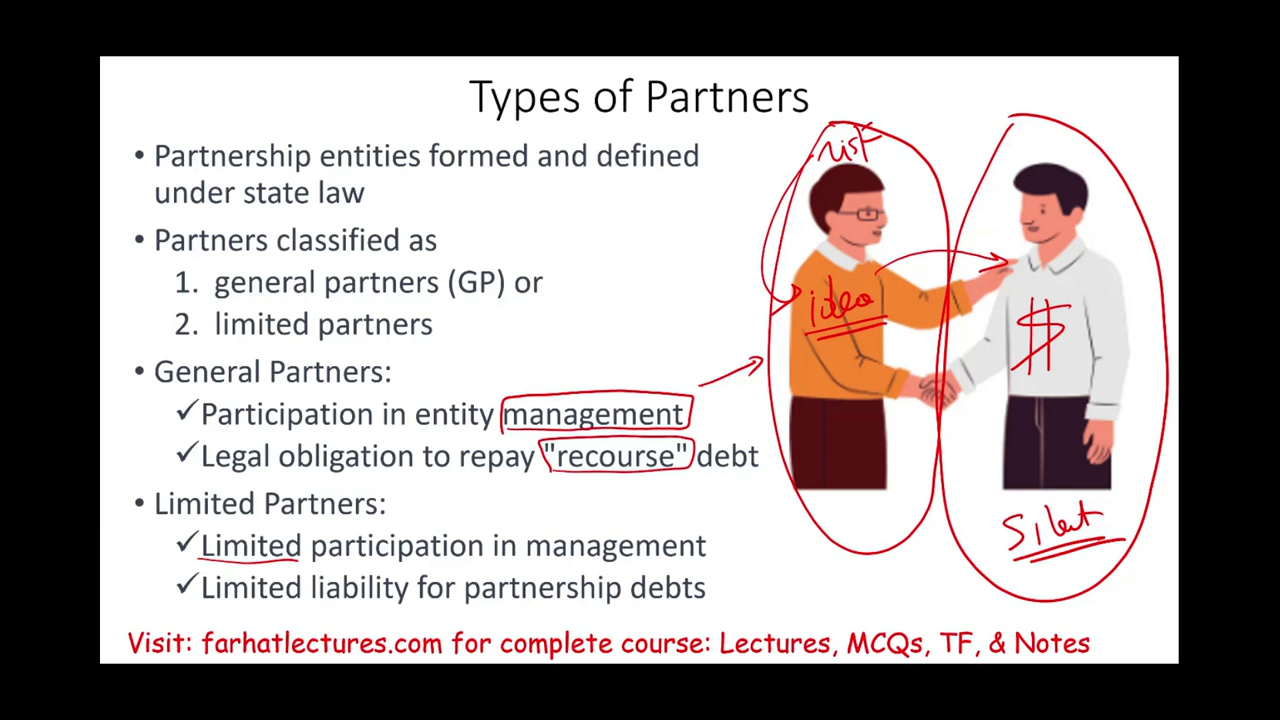 Types of Partners
• Partnership entities formed and defined
under state law
• Partners classified as
1. general partners (GP) or
2. limited partners
• General Partners:
✓Participation in entity management
✓Legal obligation to repay "recourse" debt
• Limited Partners:
✓Limited participation in management
✓Limited liability for partnership debts
risk
idea
$
Silent
Visit: farhatlectures.com for complete course: Lectures, MCQs, TF, & Notes